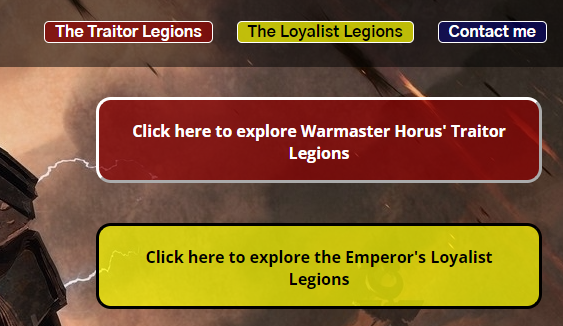 The Traitor Legions The Loyalist Legions Contact me
Click here to explore Warmaster Horus' Traitor
Legions
Click here to explore the Emperor's Loyalist
Legions